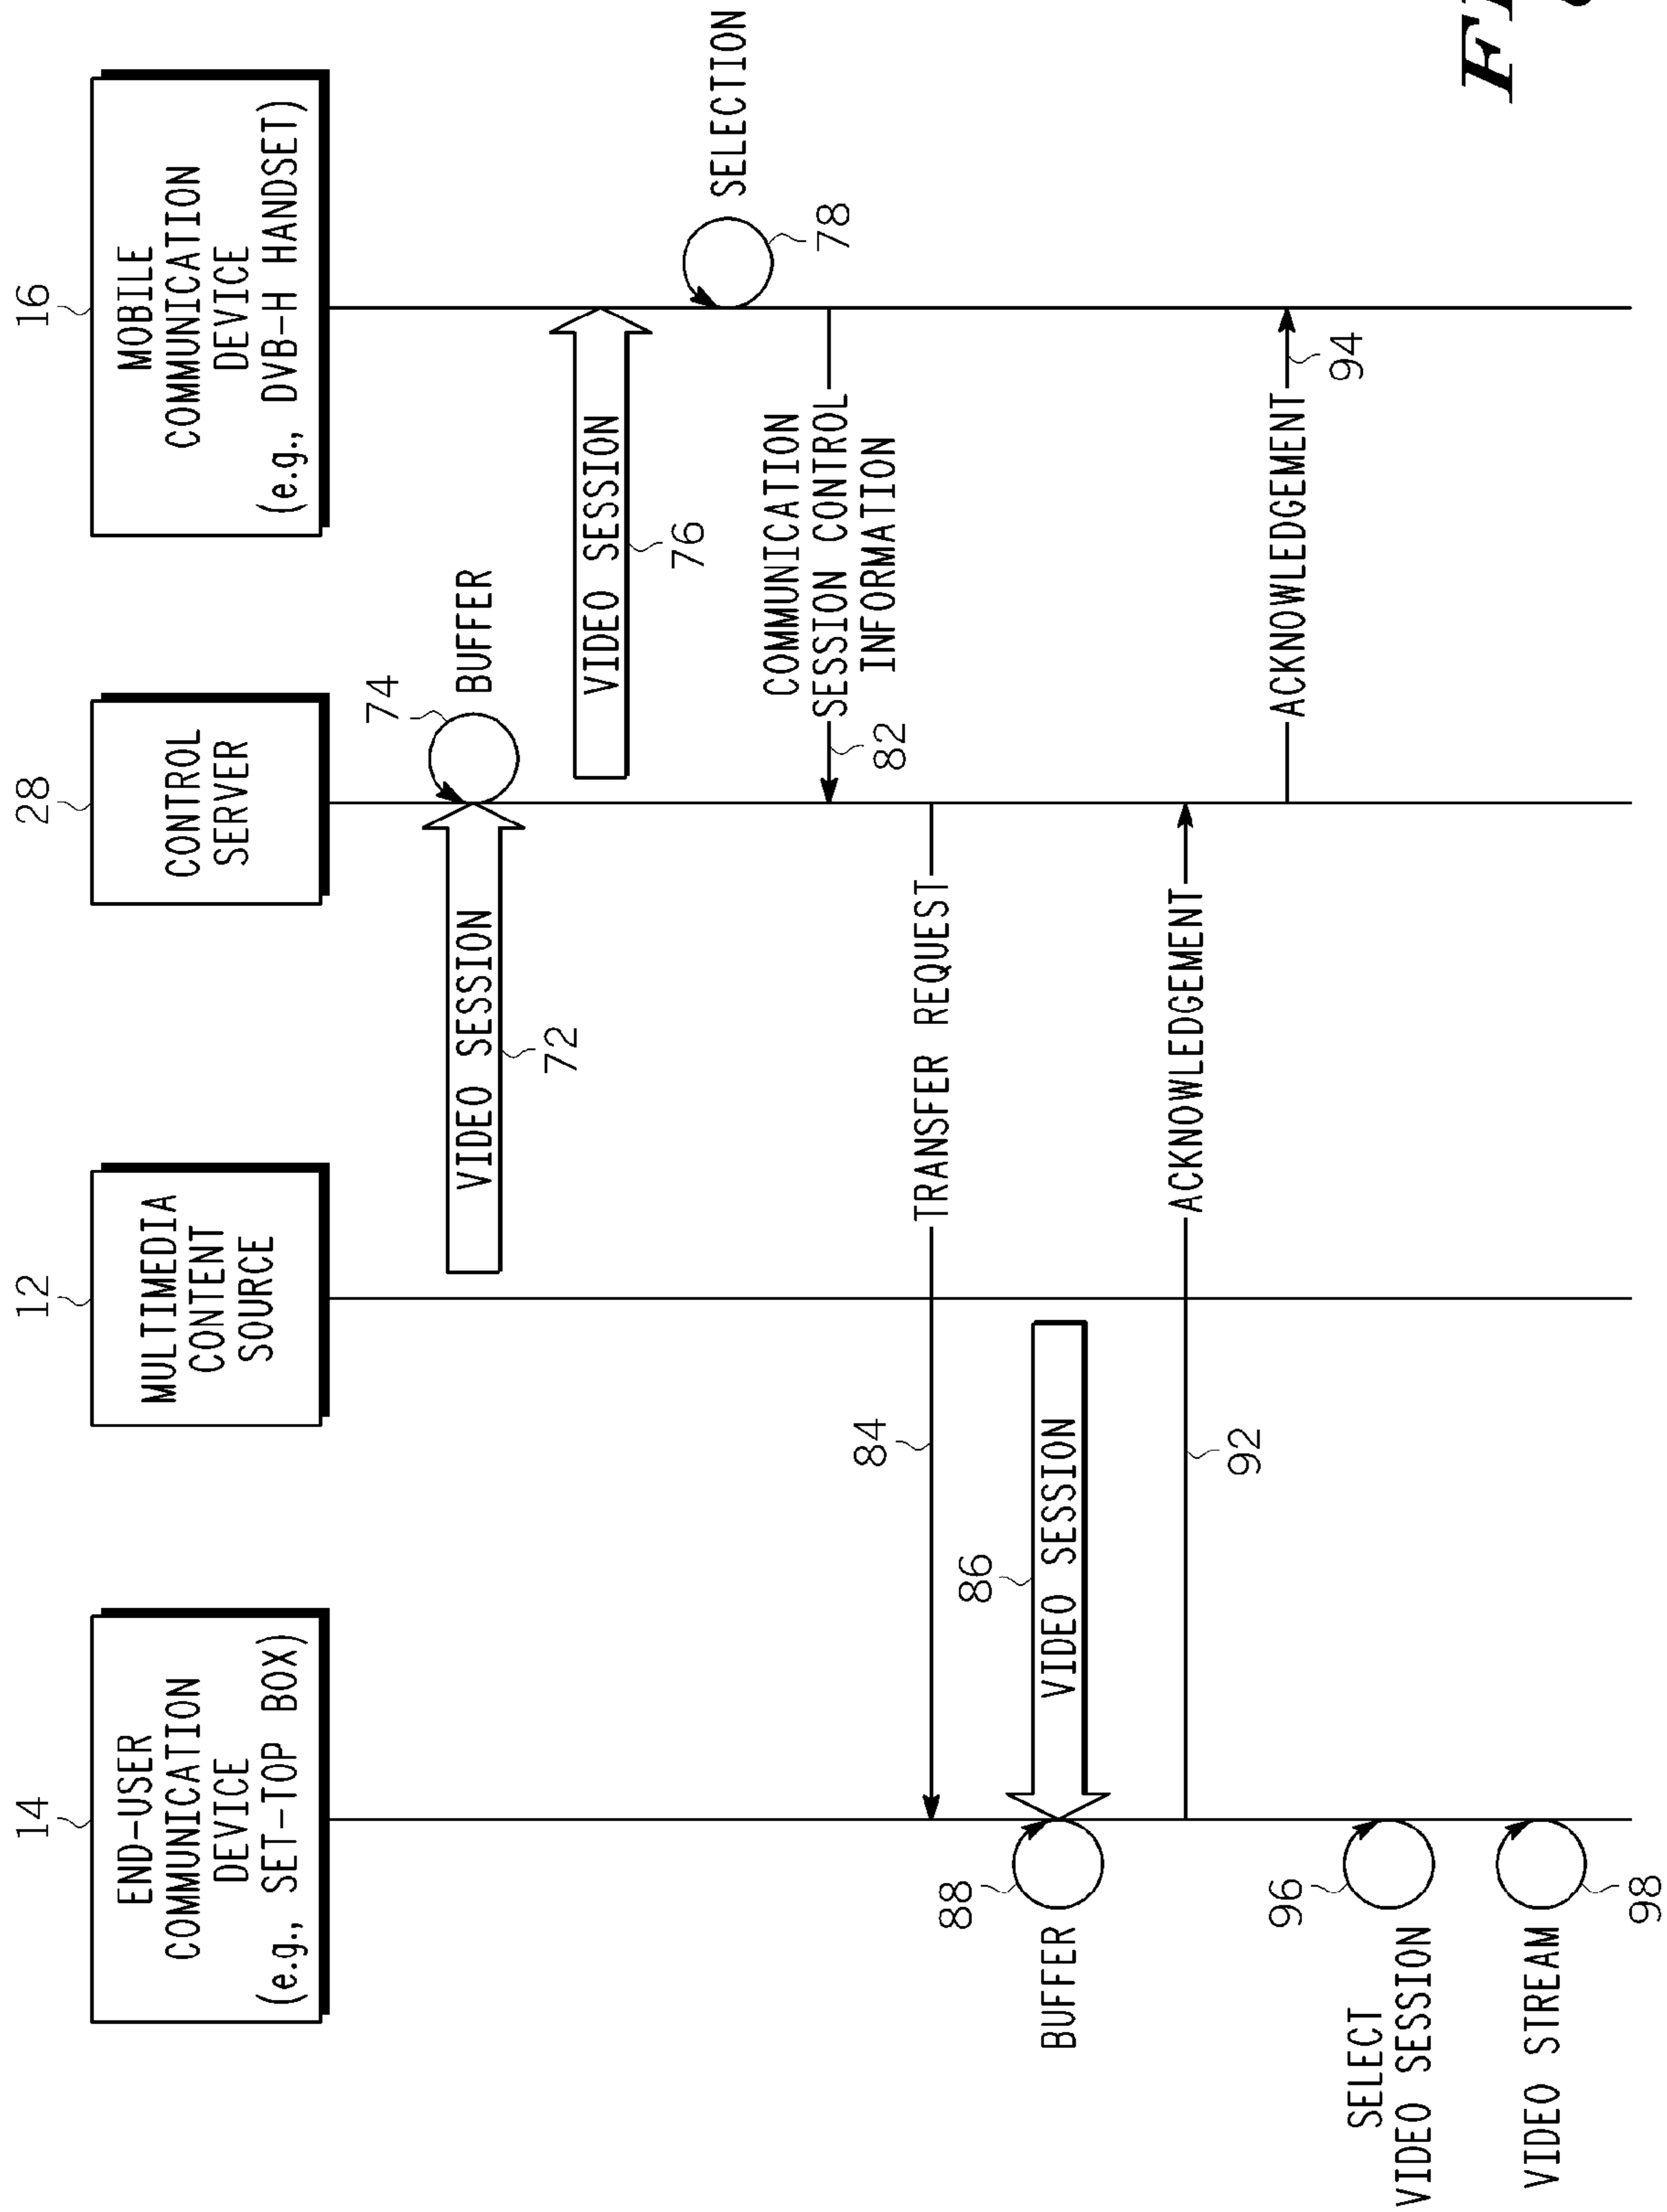 14
END-USER
COMMUNICATION
DEVICE
(e.g., SET-TOP BOX)
12
MULTIMEDIA
CONTENT
SOURCE
28
CONTROL
SERVER
16
MOBILE
COMMUNICATION
DEVICE
(e.g., DVB-H HANDSET)
74
BUFFER
VIDEO SESSION
72
VIDEO SESSION
76
SELECTION
78
COMMUNICATION
SESSION CONTROL
INFORMATION
82
TRANSFER REQUEST
84
86
VIDEO SESSION
88
BUFFER
ACKNOWLEDGEMENT
92
ACKNOWLEDGEMENT
94
96
SELECT
VIDEO SESSION
VIDEO STREAM
98